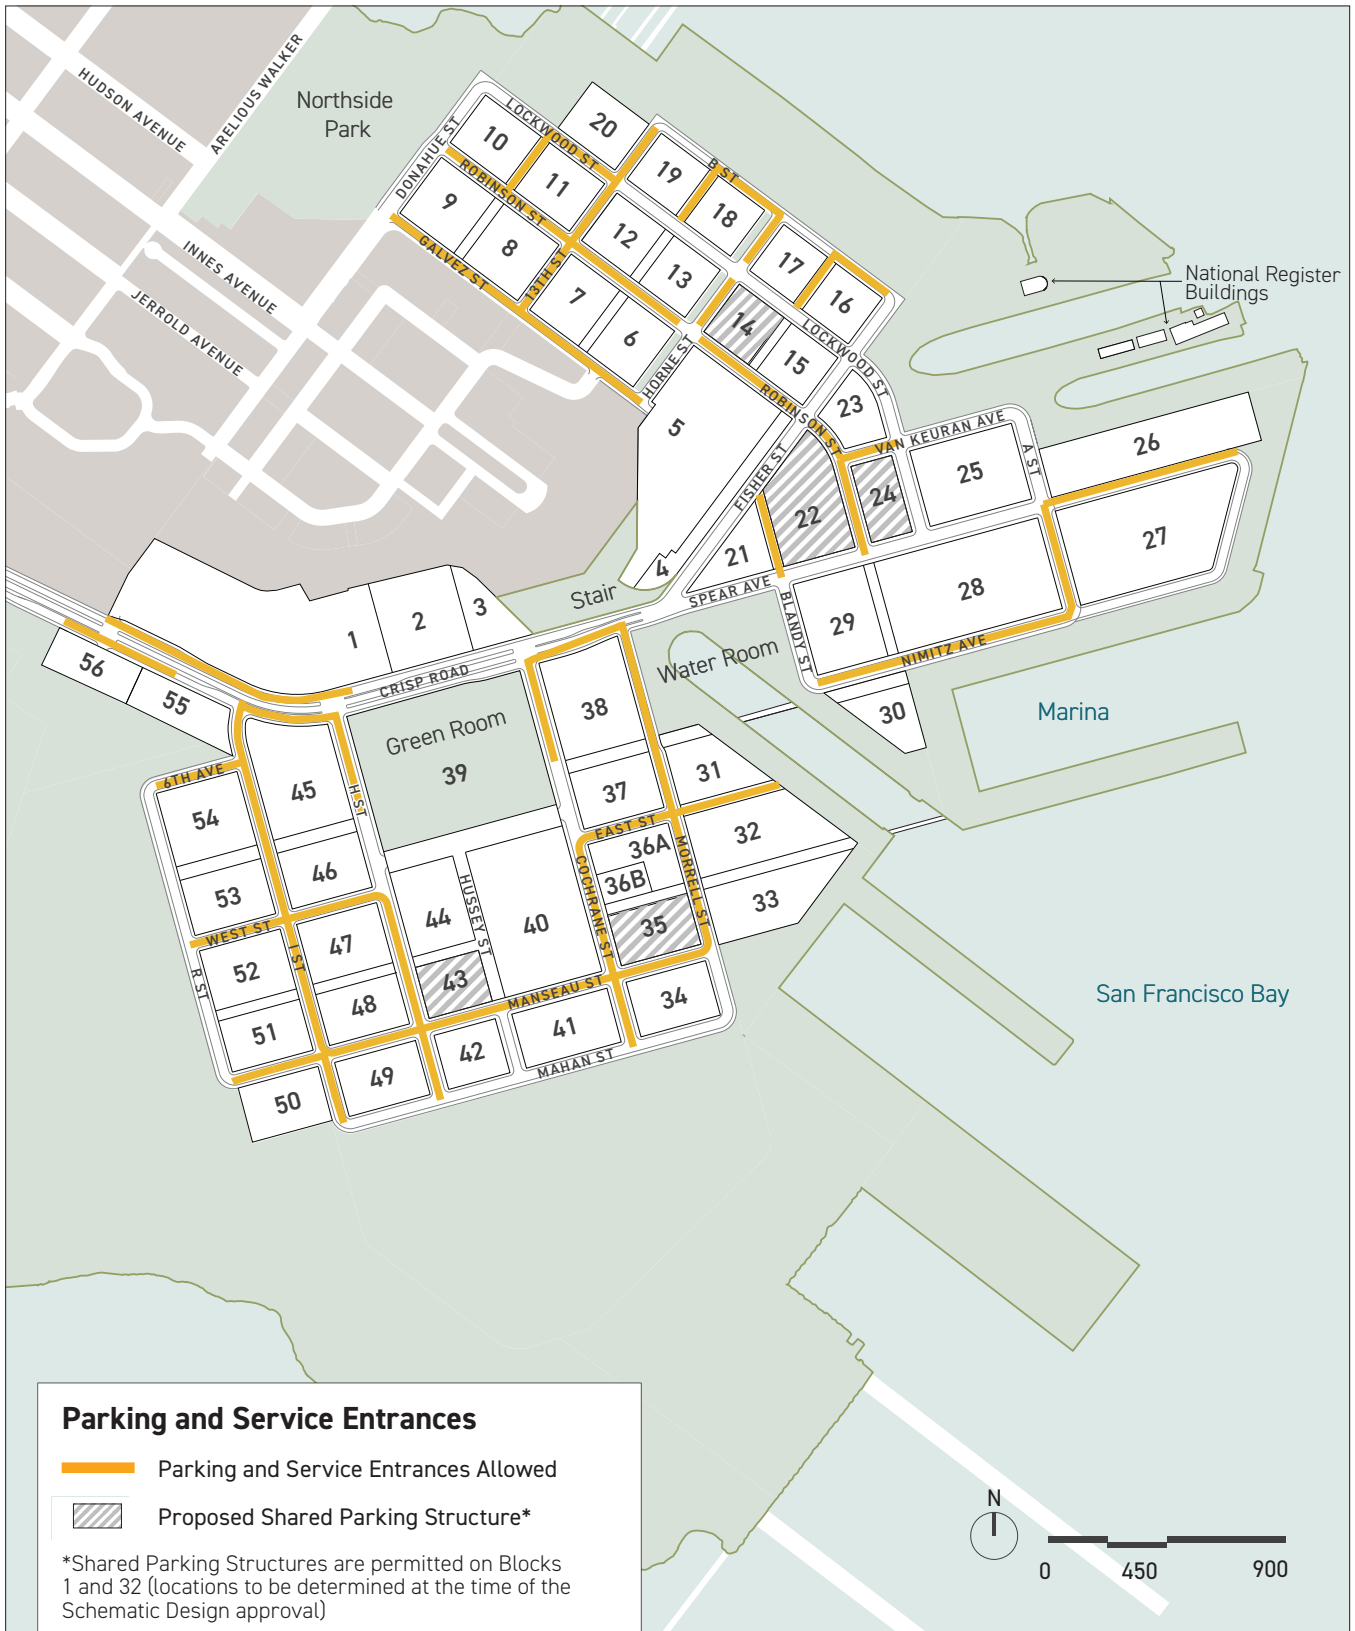 HUDSON AVENUE
ARELIOUS WALKER
INNES AVENUE
JERROLD AVENUE
Northside
Park
DONAHUE ST
LOCKWOOD ST
ROBINSON ST
GALVEZ ST
13TH ST
B ST
HORNE ST
LOCKWOOD ST
ROBINSON ST
FISHER ST
VAN KEURAN AVE
A ST
SPEAR AVE
BLANDY ST
NIMITZ AVE
National Register
Buildings
20
10
19
11
18
9
12
8
17
13
7
16
14
6
15
23
5
26
25
24
22
27
21
4
28
29
3
2
1
Stair
Water Room
56
55
CRISP ROAD
Green Room
39
38
30
Marina
6TH AVE
45
H ST
37
31
54
EAST ST
36A
32
46
36B
53
COCHRANE ST
MORRELL ST
33
HUSSEY ST
44
40
35
WEST ST
47
I ST
52
R ST
43
48
MANSEAU ST
34
51
41
42
MAHAN ST
49
50
San Francisco Bay
Parking and Service Entrances
Parking and Service Entrances Allowed
Proposed Shared Parking Structure*
*Shared Parking Structures are permitted on Blocks
1 and 32 (locations to be determined at the time of the
Schematic Design approval)
N
0 450 900